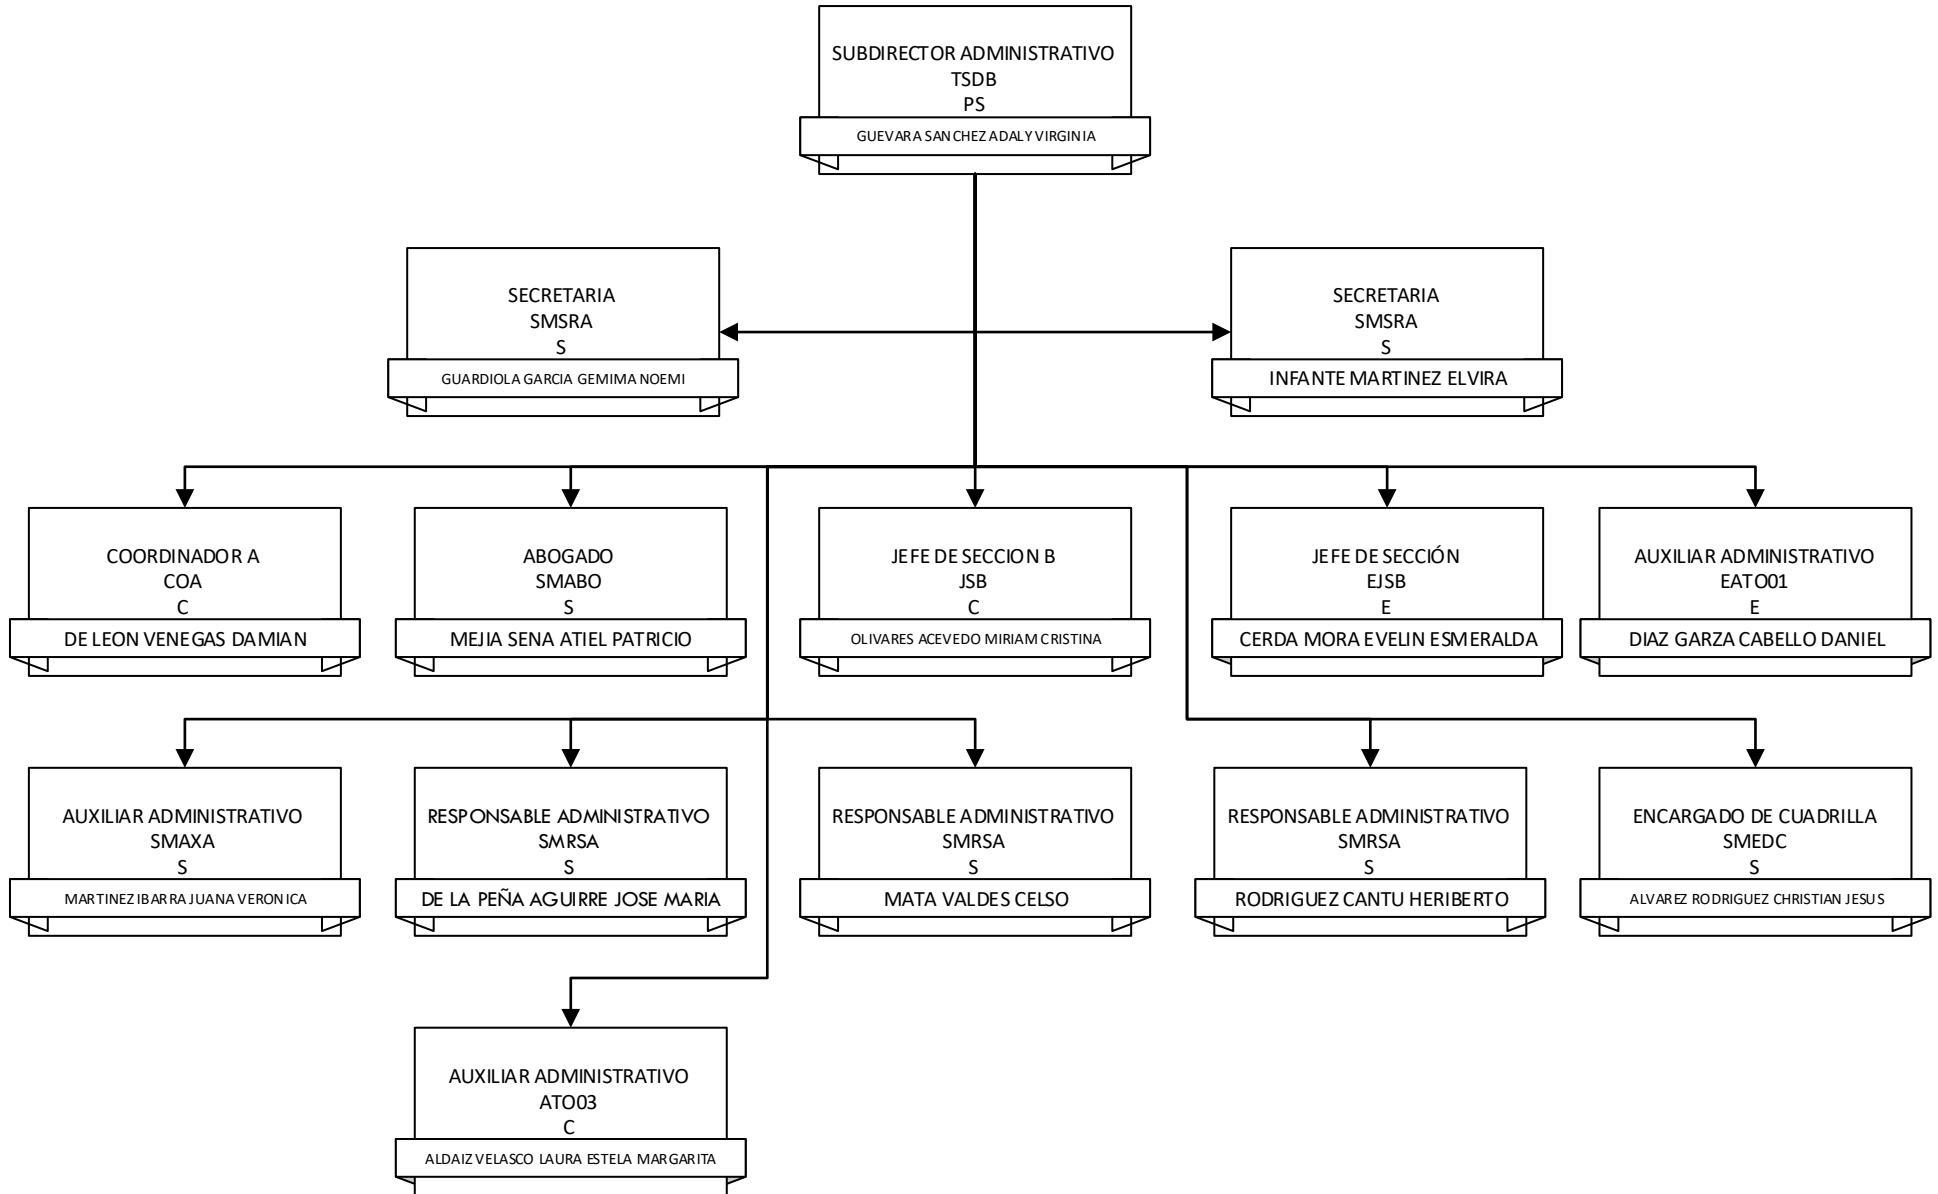 SUBDIRECTOR ADMINISTRATIVO
TSDB
PS
GUEVARA SANCHEZ ADALY VIRGINIA
SECRETARIA
SMSRA
S
GUARDIOLA GARCIA GEMIMA NOEMI
SECRETARIA
SMSRA
S
INFANTE MARTINEZ ELVIRA
COORDINADOR A
COA
C
DE LEON VENEGAS DAMIAN
ABOGADO
SMABO
S
MEJIA SENA ATIEL PATRICIO
JEFE DE SECCION B
JSB
C
OLIVARES ACEVEDO MIRIAM CRISTINA
JEFE DE SECCIÓN
EJSB
E
CERDA MORA EVELIN ESMERALDA
AUXILIAR ADMINISTRATIVO
EATO01
E
DIAZ GARZA CABELLO DANIEL
AUXILIAR ADMINISTRATIVO
SMAXA
S
MARTINEZ IBARRA JUANA VERONICA
RESPONSABLE ADMINISTRATIVO
SMRSA
S
DE LA PEÑA AGUIRRE JOSE MARIA
RESPONSABLE ADMINISTRATIVO
SMRSA
S
MATA VALDES CELSO
RESPONSABLE ADMINISTRATIVO
SMRSA
S
RODRIGUEZ CANTU HERIBERTO
ENCARGADO DE CUADRILLA
SMEDC
S
ALVAREZ RODRIGUEZ CHRISTIAN JESUS
AUXILIAR ADMINISTRATIVO
ATO03
C
ALDAIZ VELASCO LAURA ESTELA MARGARITA